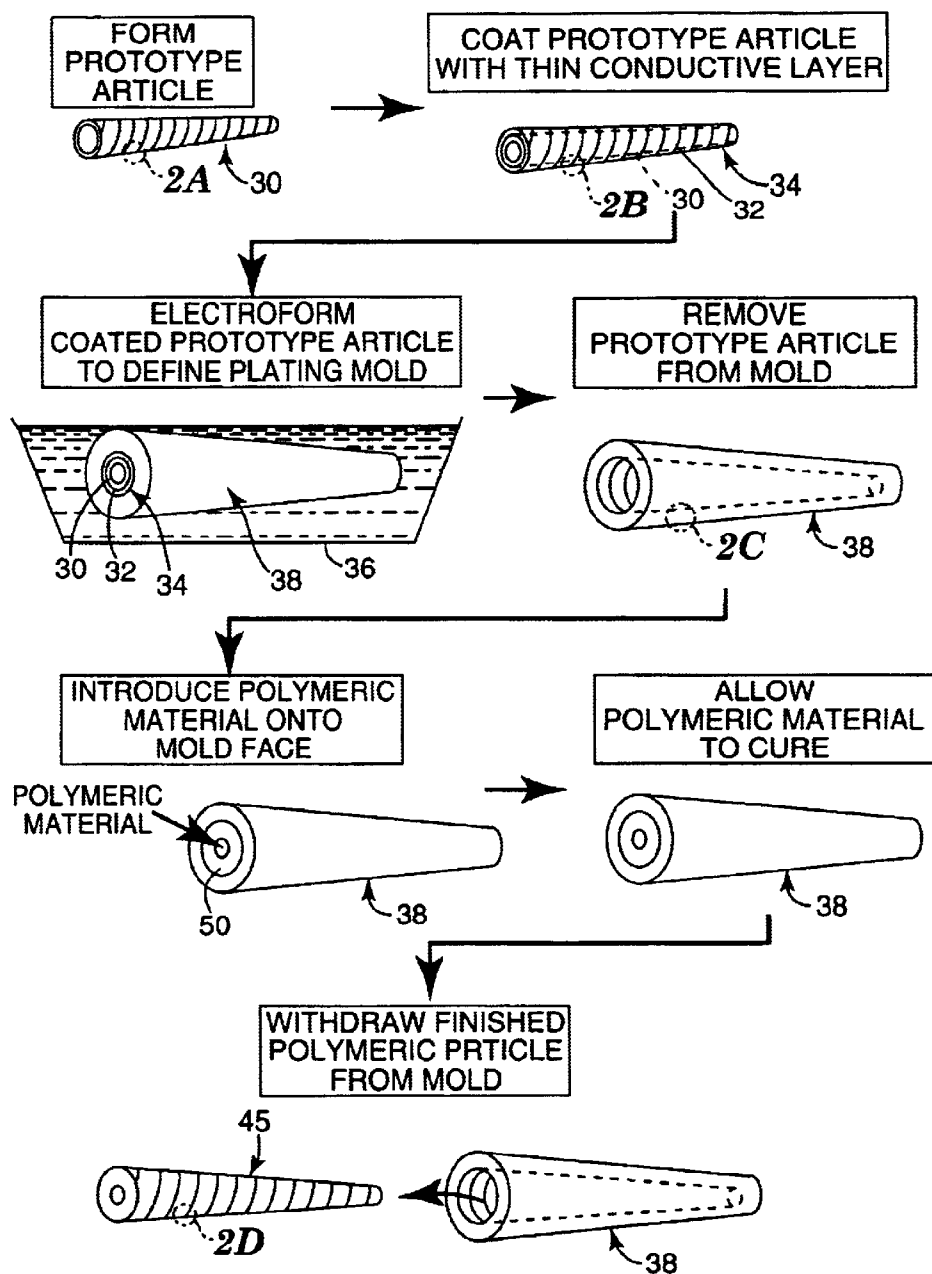 FORM
PROTOTYPE
ARTICLE
COAT PROTOTYPE ARTICLE
WITH THIN CONDUCTIVE LAYER
2A
30
2B
30
32
34
ELECTROFORM
COATED PROTOTYPE ARTICLE
TO DEFINE PLATING MOLD
REMOVE
PROTOTYPE ARTICLE
FROM MOLD
30
32
34
38
36
2C
38
INTRODUCE POLYMERIC
MATERIAL ONTO
MOLD FACE
ALLOW
POLYMERIC MATERIAL
TO CURE
POLYMERIC
MATERIAL
50
38
38
WITHDRAW FINISHED
POLYMERIC PRTICLE
FROM MOLD
45
2D
38